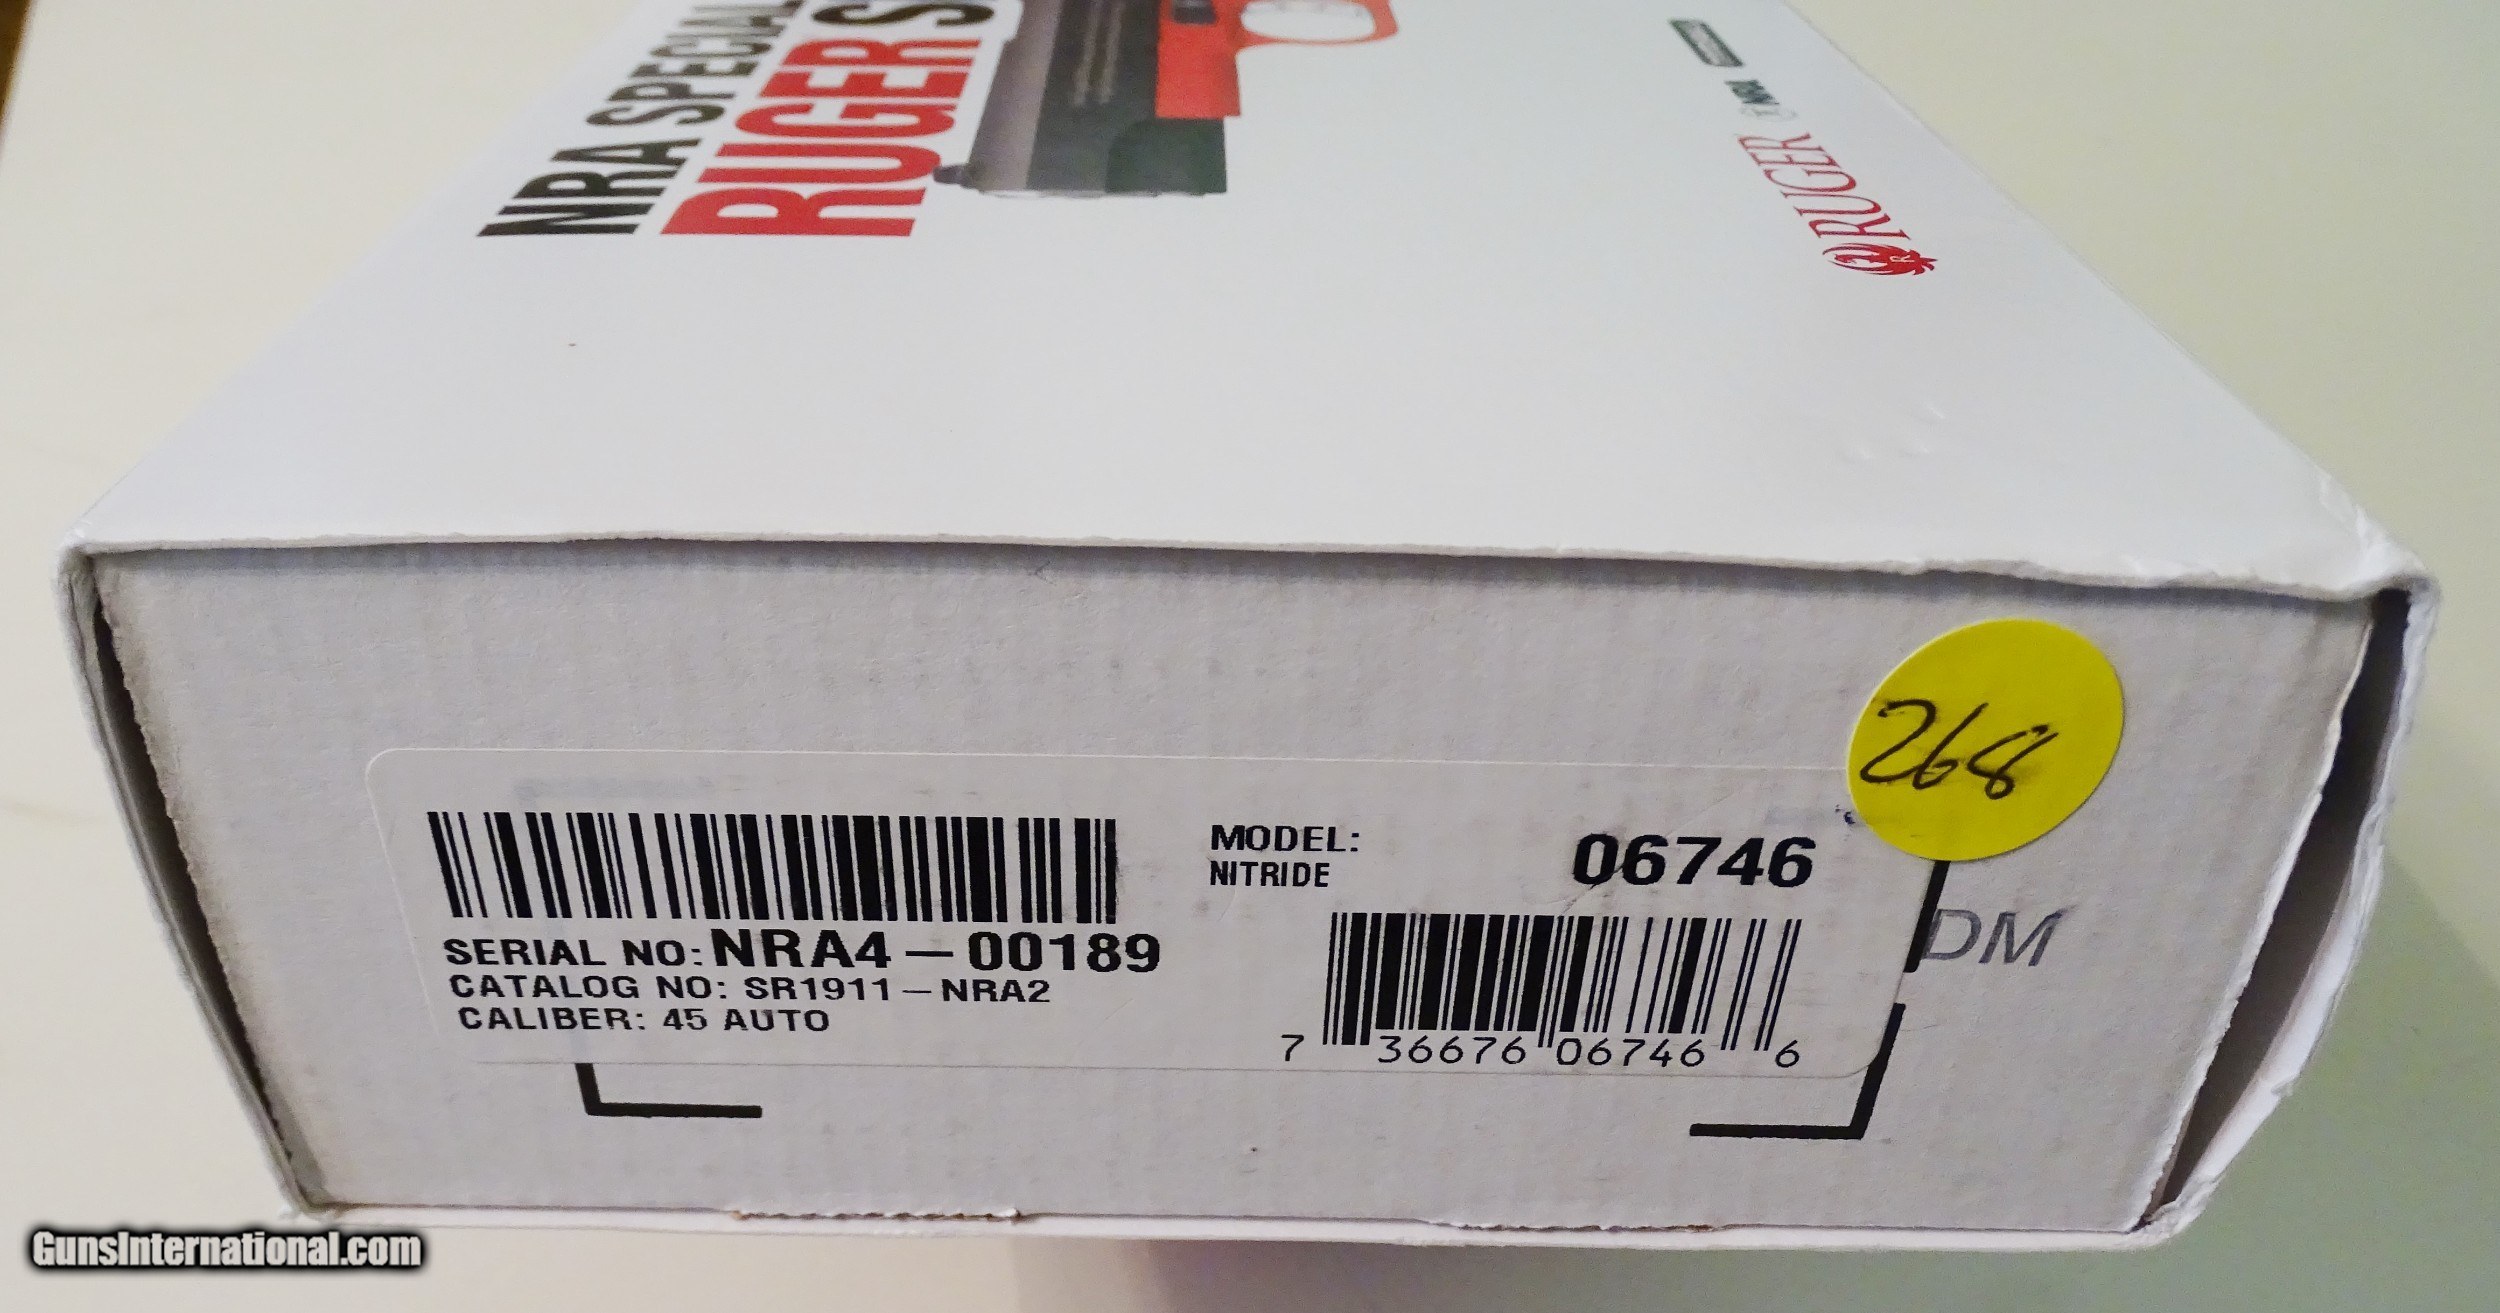 NRA SPECIAL
RUGER S
RUGER
NRA
268
MODEL:
NITRIDE
06746
SERIAL NO: NRA4-00189
CATALOG NO: SR1911-NRA2
CALIBER: 45 AUTO
7 36676 06746 6
DM
GunsInternational.com